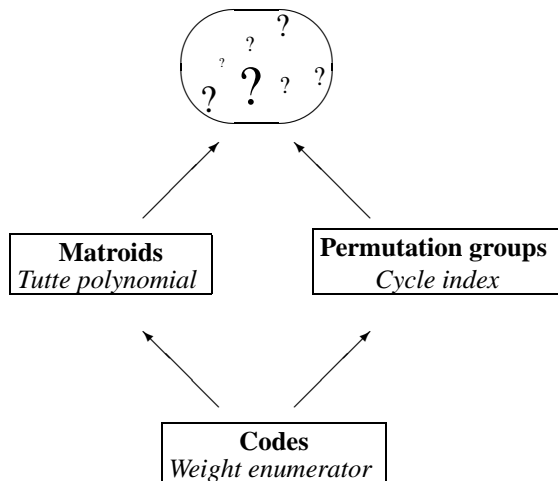 ?
?
?
? ? ?
?
Matroids
Tutte polynomial
Permutation groups
Cycle index
Codes
Weight enumerator